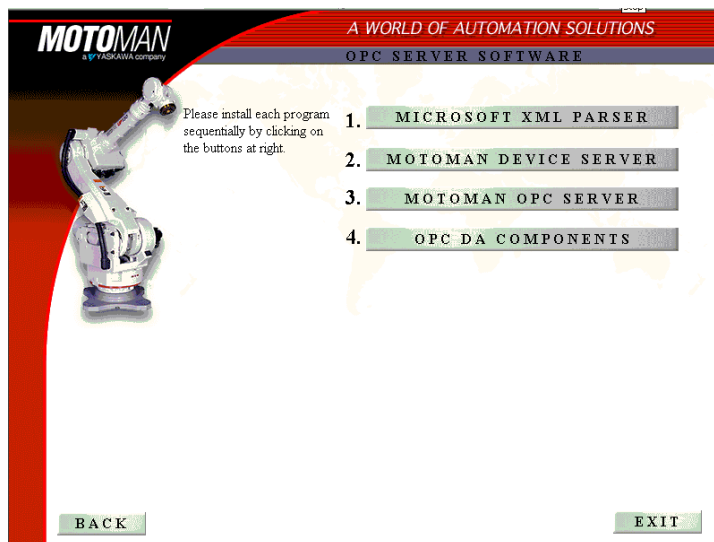 MOTOMAN
a YASKAWA company
A WORLD OF AUTOMATION SOLUTIONS
OPC SERVER SOFTWARE
Please install each program
sequentially by clicking on
the buttons at right.
1. MICROSOFT XML PARSER
2. MOTOMAN DEVICE SERVER
3. MOTOMAN OPC SERVER
4. OPC DA COMPONENTS
BACK
EXIT